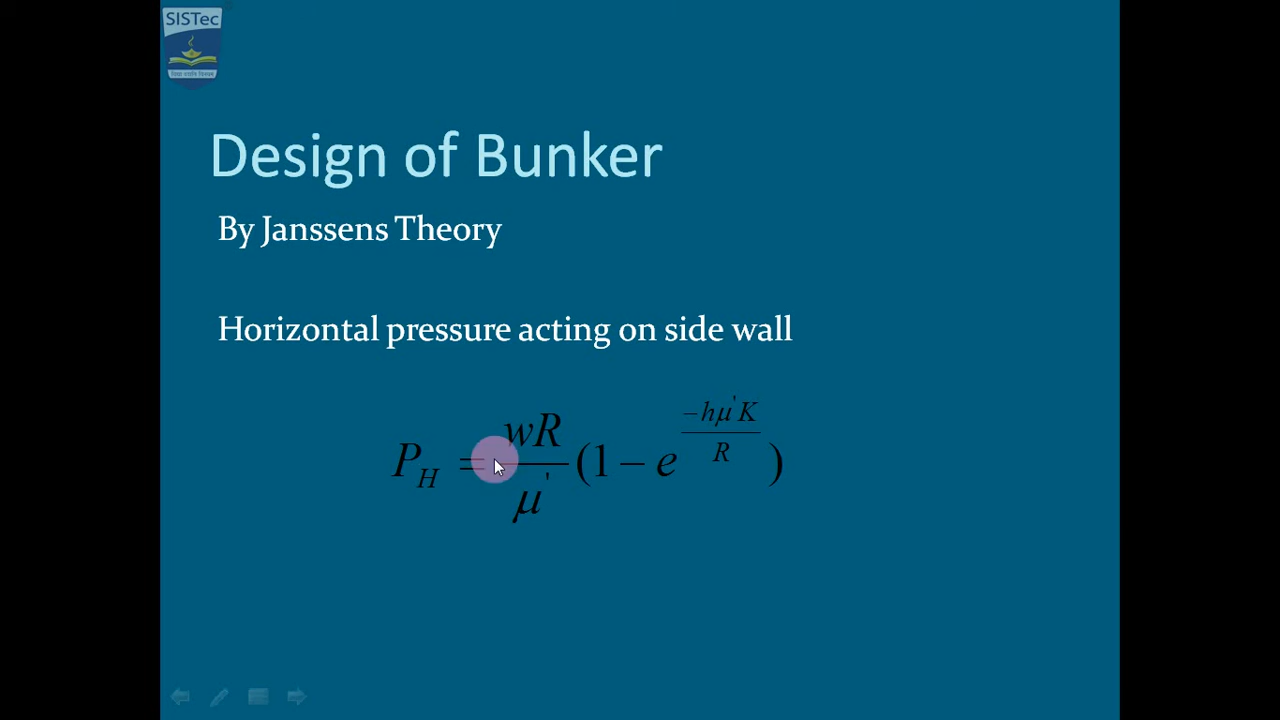 SISTec
Design of Bunker
By Janssens Theory
Horizontal pressure acting on side wall
P_H = wR/μ' (1 – e^(–hμ'K/R))